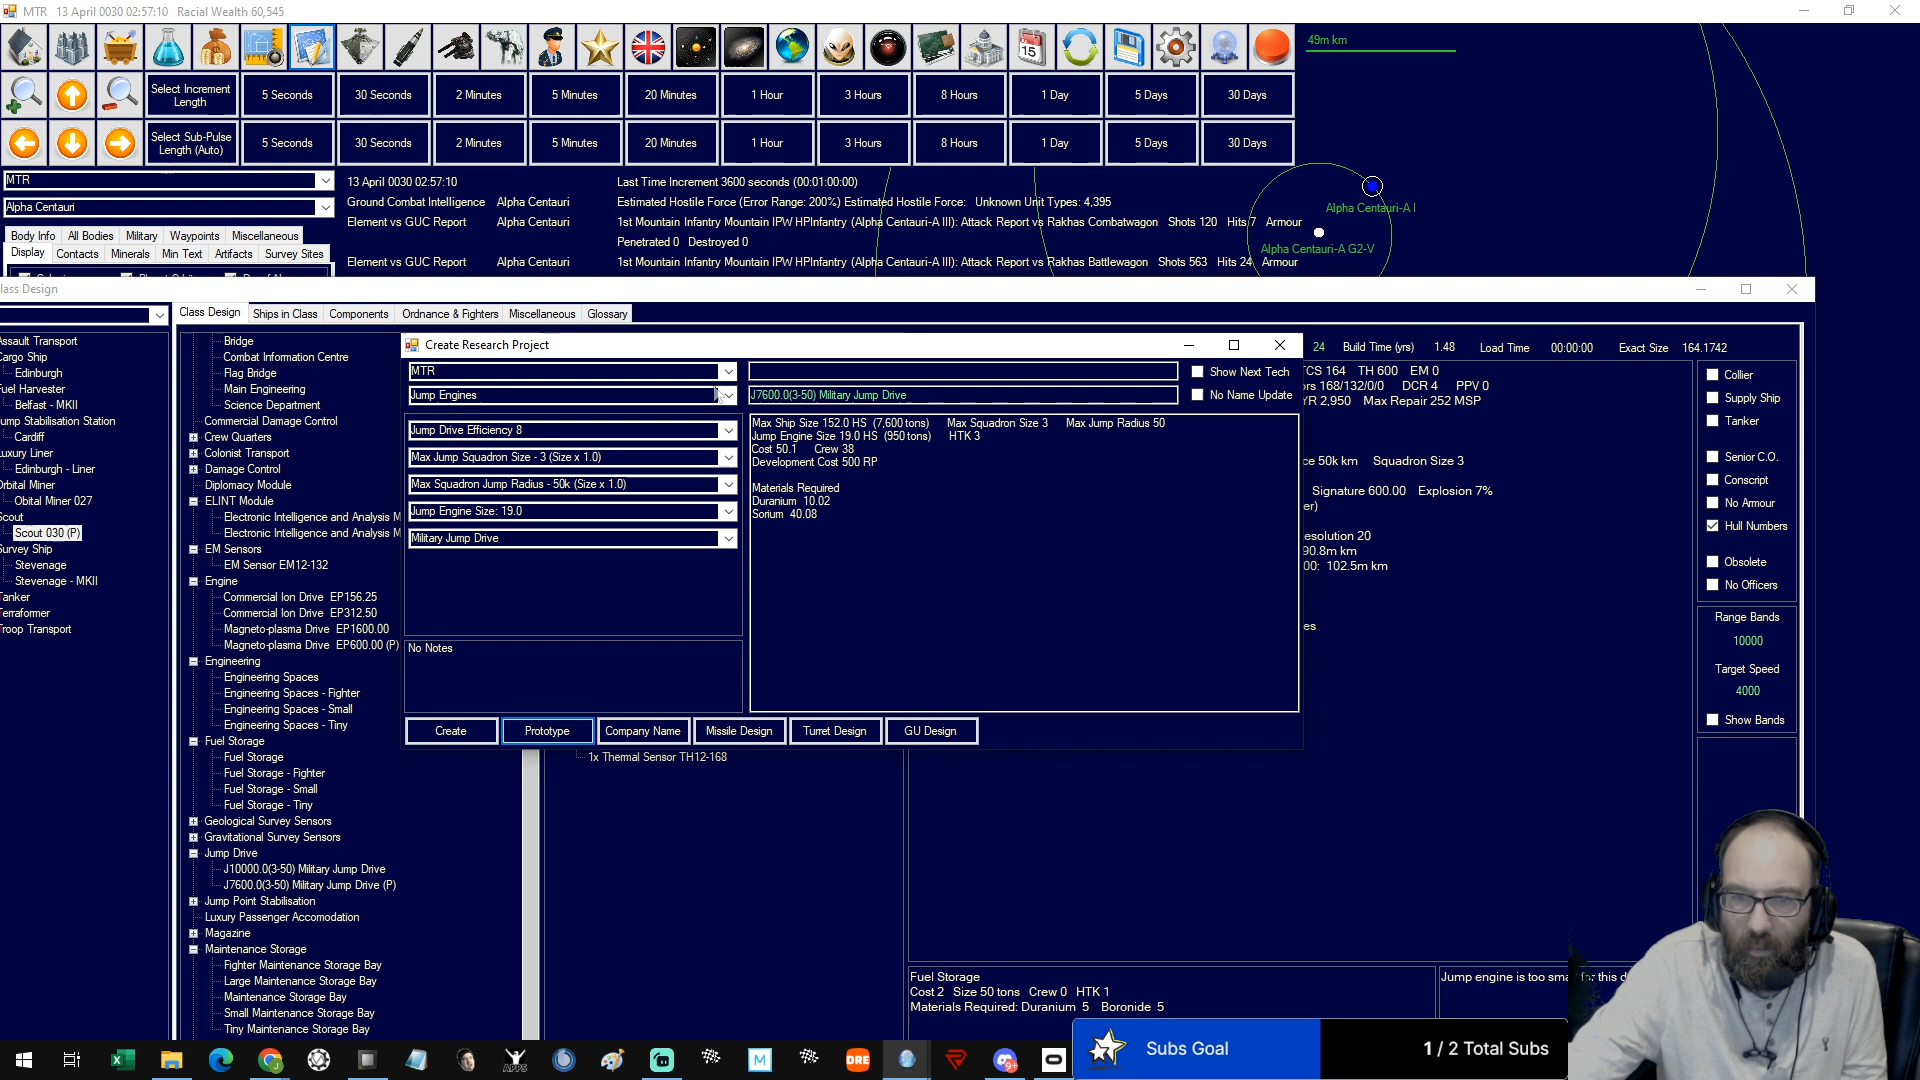 MTR 13 April 0030 02:57:10 Racial Wealth 60,545
49m km
Select Increment Length
5 Seconds
30 Seconds
2 Minutes
5 Minutes
20 Minutes
1 Hour
3 Hours
8 Hours
1 Day
5 Days
30 Days
Select Sub-Pulse Length (Auto)
5 Seconds
30 Seconds
2 Minutes
5 Minutes
20 Minutes
1 Hour
3 Hours
8 Hours
1 Day
5 Days
30 Days
MTR
Alpha Centauri
13 April 0030 02:57:10 Last Time Increment 3600 seconds (00:01:00:00)
Ground Combat Intelligence Alpha Centauri Estimated Hostile Force (Error Range: 200%) Estimated Hostile Force: Unknown Unit Types: 4,395
Element vs GUC Report Alpha Centauri 1st Mountain Infantry Mountain IPW HPInfantry (Alpha Centauri-A III): Attack Report vs Rakhas Combatwagon Shots 120 Hits 7 Armour
Penetrated 0 Destroyed 0
Element vs GUC Report Alpha Centauri 1st Mountain Infantry Mountain IPW HPInfantry (Alpha Centauri-A III): Attack Report vs Rakhas Battlewagon Shots 563 Hits 24 Armour
Alpha Centauri-A I
Alpha Centauri-A G2-V
Body Info All Bodies Military Waypoints Miscellaneous
Display Contacts Minerals Min Text Artifacts Survey Sites
lass Design
Class Design Ships in Class Components Ordnance & Fighters Miscellaneous Glossary
Assault Transport
Cargo Ship
Edinburgh
Fuel Harvester
Belfast - MKII
ump Stabilisation Station
Cardiff
uxury Liner
Edinburgh - Liner
Orbital Miner
Obital Miner 027
Scout
Scout 030 (P)
Survey Ship
Stevenage
Stevenage - MKII
Tanker
Terraformer
Troop Transport
Bridge
Combat Information Centre
Flag Bridge
Main Engineering
Science Department
Commercial Damage Control
Crew Quarters
Colonist Transport
Damage Control
Diplomacy Module
ELINT Module
Electronic Intelligence and Analysis M
Electronic Intelligence and Analysis M
EM Sensors
EM Sensor EM12-132
Engine
Commercial Ion Drive EP156.25
Commercial Ion Drive EP312.50
Magneto-plasma Drive EP1600.00
Magneto-plasma Drive EP600.00 (P)
Engineering
Engineering Spaces
Engineering Spaces - Fighter
Engineering Spaces - Small
Engineering Spaces - Tiny
Fuel Storage
Fuel Storage
Fuel Storage - Fighter
Fuel Storage - Small
Fuel Storage - Tiny
Geological Survey Sensors
Gravitational Survey Sensors
Jump Drive
J10000.0(3-50) Military Jump Drive
J7600.0(3-50) Military Jump Drive (P)
Jump Point Stabilisation
Luxury Passenger Accomodation
Magazine
Maintenance Storage
Fighter Maintenance Storage Bay
Large Maintenance Storage Bay
Maintenance Storage Bay
Small Maintenance Storage Bay
Tiny Maintenance Storage Bay
Create Research Project
MTR
Show Next Tech
Jump Engines
J7600.0(3-50) Military Jump Drive
No Name Update
Jump Drive Efficiency 8
Max Jump Squadron Size - 3 (Size x 1.0)
Max Squadron Jump Radius - 50k (Size x 1.0)
Jump Engine Size: 19.0
Military Jump Drive
Max Ship Size 152.0 HS (7,600 tons) Max Squadron Size 3 Max Jump Radius 50
Jump Engine Size 19.0 HS (950 tons) HTK 3
Cost 50.1 Crew 38
Development Cost 500 RP
Materials Required
Duranium 10.02
Sorium 40.08
No Notes
Create
Prototype
Company Name
Missile Design
Turret Design
GU Design
1x Thermal Sensor TH12-168
24 Build Time (yrs) 1.48 Load Time 00:00:00 Exact Size 164.1742
TCS 164 TH 600 EM 0
rs 168/132/0/0 DCR 4 PPV 0
YR 2,950 Max Repair 252 MSP
ce 50k km Squadron Size 3
Signature 600.00 Explosion 7%
er)
esolution 20
90.8m km
00: 102.5m km
es
Collier
Supply Ship
Tanker
Senior C.O.
Conscript
No Armour
Hull Numbers
Obsolete
No Officers
Range Bands
10000
Target Speed
4000
Show Bands
Fuel Storage
Cost 2 Size 50 tons Crew 0 HTK 1
Materials Required: Duranium 5 Boronide 5
Jump engine is too sma for this d
Subs Goal
1 / 2 Total Subs
APPS
M
DRE
9+